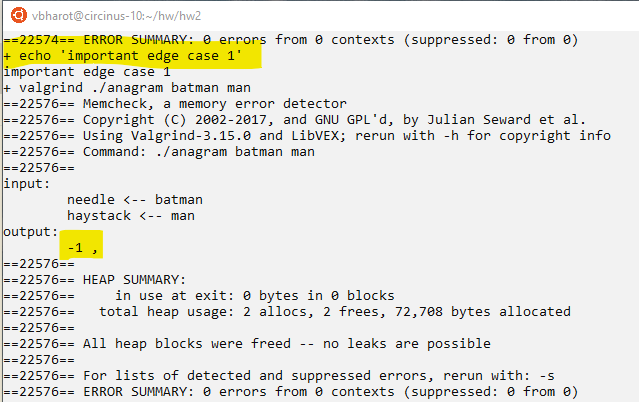 vbharot@circinus-10:~/hw/hw2
==22574== ERROR SUMMARY: 0 errors from 0 contexts (suppressed: 0 from 0)
+ echo 'important edge case 1'
important edge case 1
+ valgrind ./anagram batman man
==22576== Memcheck, a memory error detector
==22576== Copyright (C) 2002-2017, and GNU GPL'd, by Julian Seward et al.
==22576== Using Valgrind-3.15.0 and LibVEX; rerun with -h for copyright info
==22576== Command: ./anagram batman man
==22576==
input:
needle <-- batman
haystack <-- man
output:
-1 ,
==22576==
==22576== HEAP SUMMARY:
==22576==     in use at exit: 0 bytes in 0 blocks
==22576==   total heap usage: 2 allocs, 2 frees, 72,708 bytes allocated
==22576==
==22576== All heap blocks were freed -- no leaks are possible
==22576==
==22576== For lists of detected and suppressed errors, rerun with: -s
==22576== ERROR SUMMARY: 0 errors from 0 contexts (suppressed: 0 from 0)